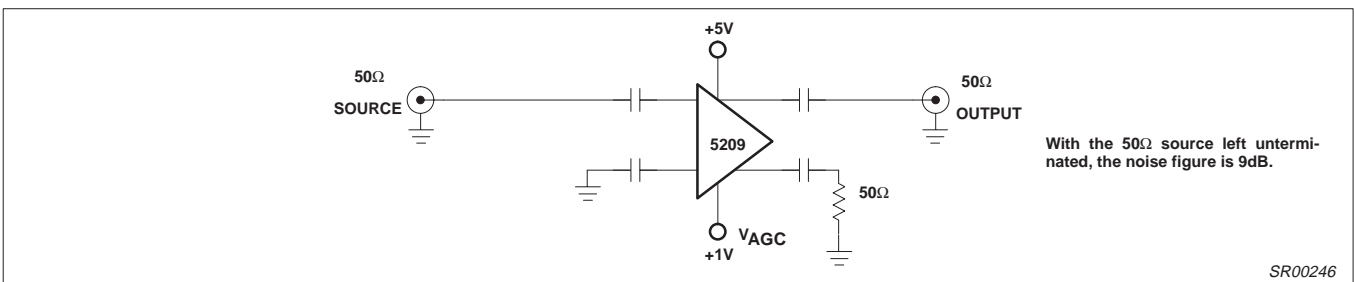 +5V
50Ω
SOURCE
50Ω
OUTPUT
5209
With the 50Ω source left untermi-
nated, the noise figure is 9dB.
50Ω
VAGC
+1V
SR00246